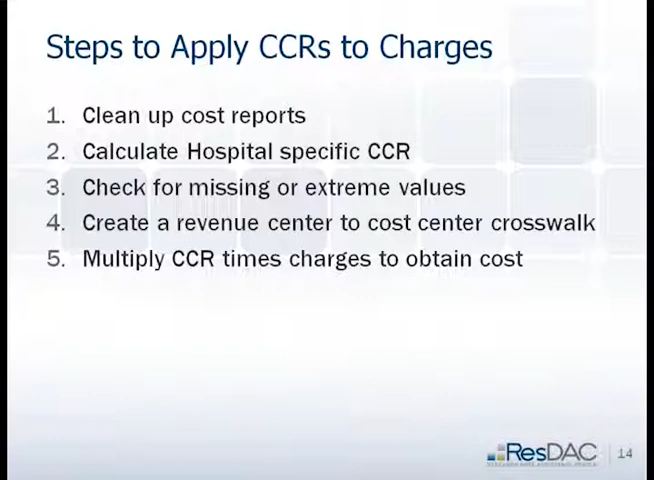 Steps to Apply CCRs to Charges
1. Clean up cost reports
2. Calculate Hospital specific CCR
3. Check for missing or extreme values
4. Create a revenue center to cost center crosswalk
5. Multiply CCR times charges to obtain cost
ResDAC
14